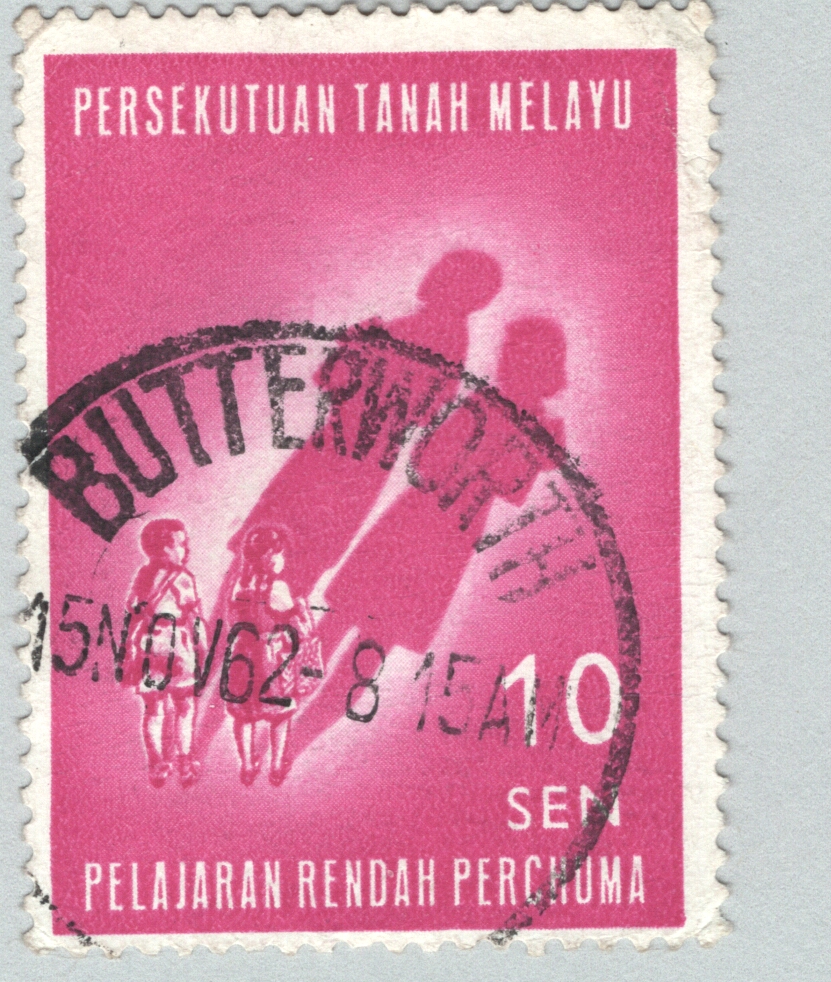 PERSEKUTUAN TANAH MELAYU
BUTTERWORTH
15NOV62-8 15AM
10
SEN
PELAJARAN RENDAH PERCHUMA